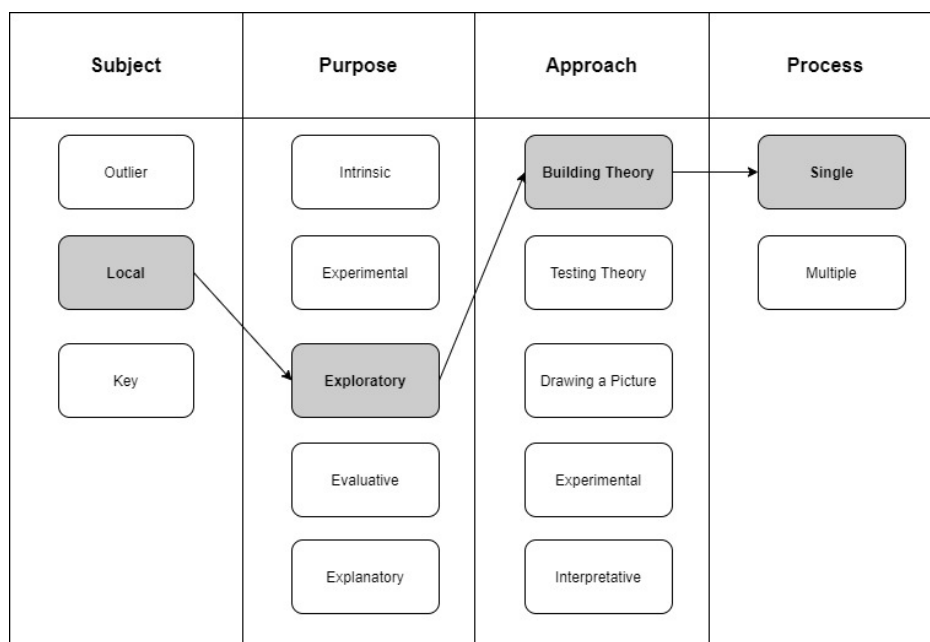 Subject
Purpose
Approach
Process
Outlier
Intrinsic
Building Theory
Single
Local
Experimental
Testing Theory
Multiple
Key
Exploratory
Drawing a Picture
Evaluative
Experimental
Explanatory
Interpretative